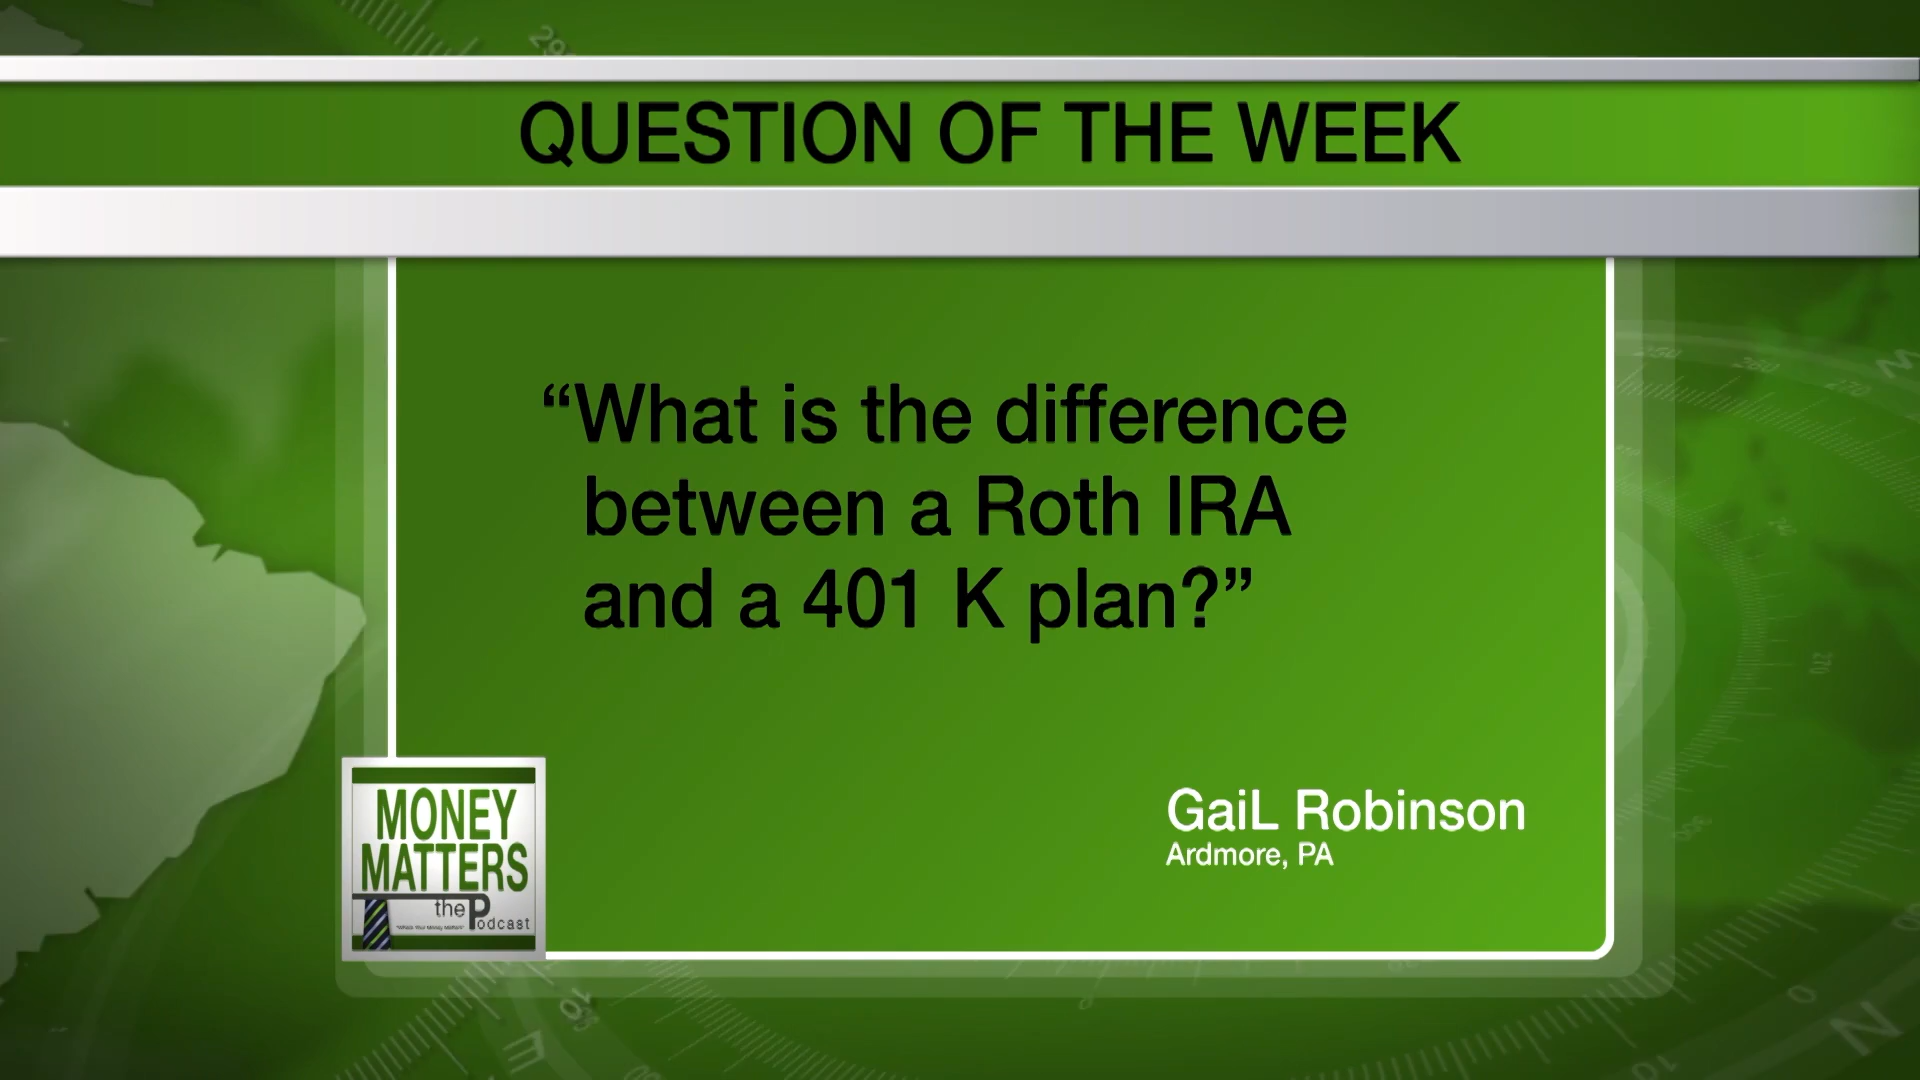 QUESTION OF THE WEEK
“What is the difference
between a Roth IRA
and a 401 K plan?”
GaiL Robinson
Ardmore, PA
MONEY
MATTERS
the Podcast